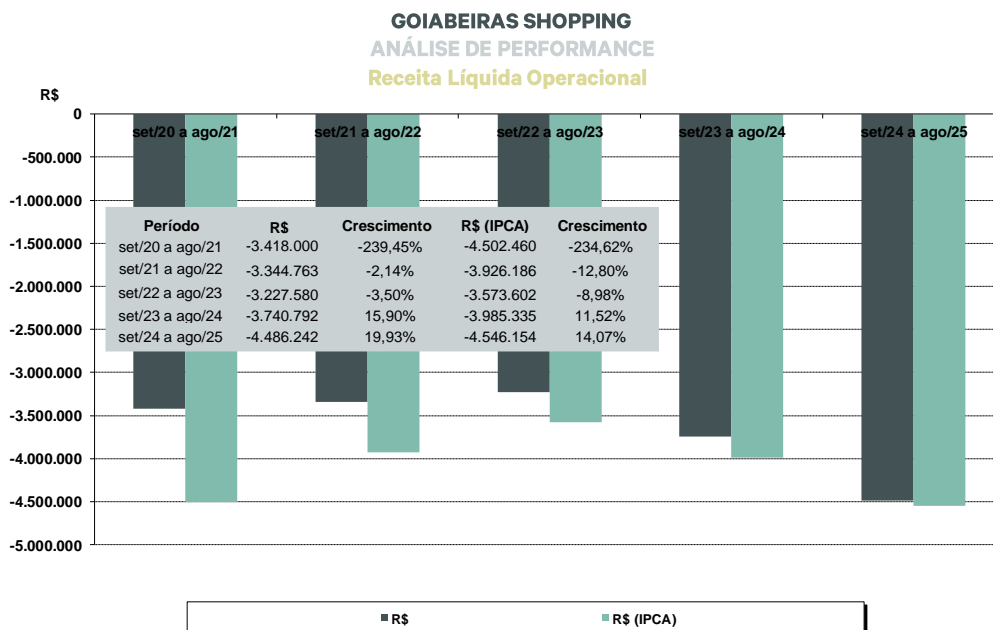 GOIABEIRAS SHOPPING
ANÁLISE DE PERFORMANCE
Receita Líquida Operacional
R$
0
set/20 a ago/21 set/21 a ago/22 set/22 a ago/23 set/23 a ago/24 set/24 a ago/25
-500.000
-1.000.000
-1.500.000
-2.000.000
-2.500.000
-3.000.000
-3.500.000
-4.000.000
-4.500.000
-5.000.000
Período R$ Crescimento R$ (IPCA) Crescimento
set/20 a ago/21 -3.418.000 -239,45% -4.502.460 -234,62%
set/21 a ago/22 -3.344.763 -2,14% -3.926.186 -12,80%
set/22 a ago/23 -3.227.580 -3,50% -3.573.602 -8,98%
set/23 a ago/24 -3.740.792 15,90% -3.985.335 11,52%
set/24 a ago/25 -4.486.242 19,93% -4.546.154 14,07%
R$ R$ (IPCA)